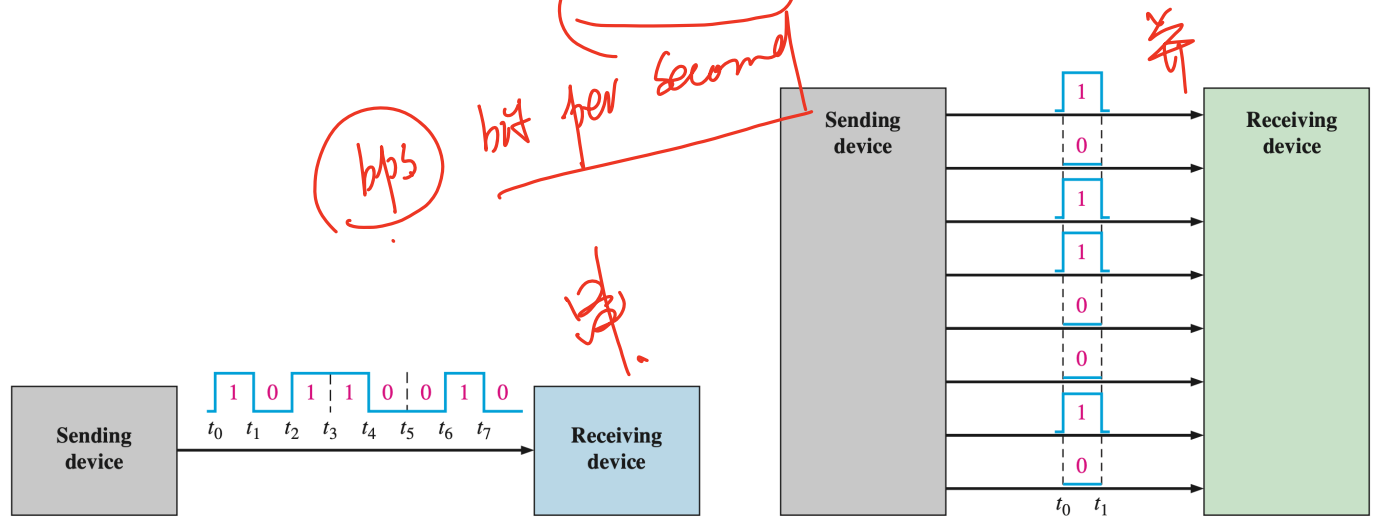 bit per second
bps
串
Sending
device
1 0 1 1 0 0 1 0
t0 t1 t2 t3 t4 t5 t6 t7
Receiving
device
Sending
device
1
0
1
1
0
0
1
0
t0 t1
Receiving
device